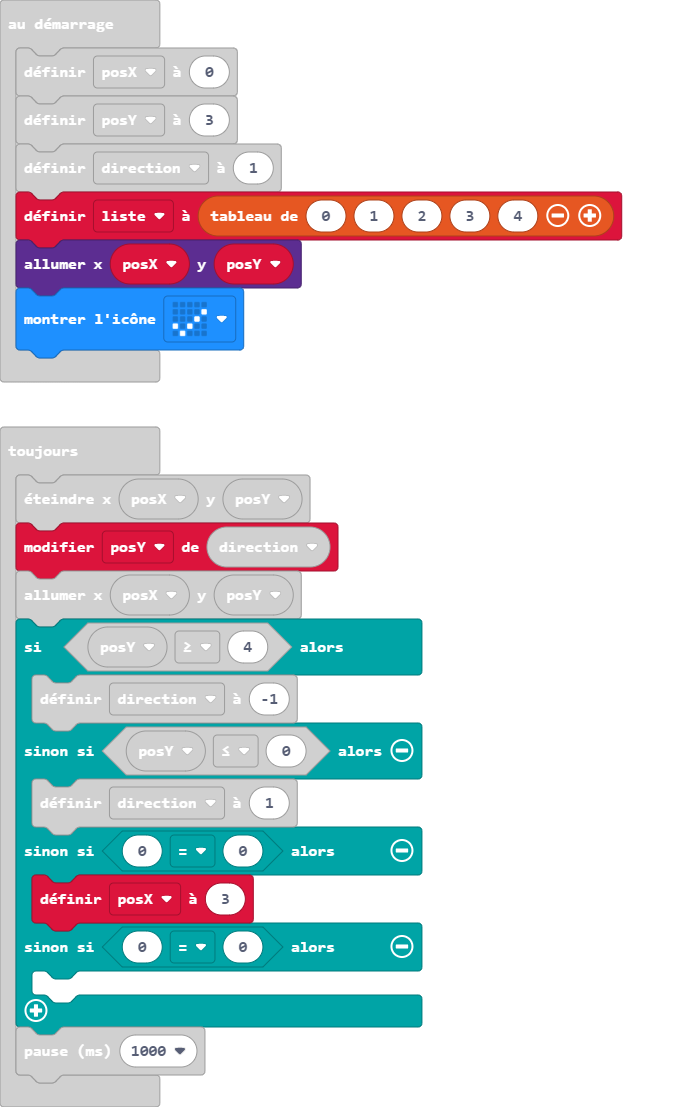 au démarrage
définir posX à 0
définir posY à 3
définir direction à 1
définir liste à tableau de 0 1 2 3 4
allumer x posX y posY
montrer l'icône
toujours
éteindre x posX y posY
modifier posY de direction
allumer x posX y posY
si posY ≥ 4 alors
définir direction à -1
sinon si posY ≤ 0 alors
définir direction à 1
sinon si 0 = 0 alors
définir posX à 3
sinon si 0 = 0 alors
pause (ms) 1000